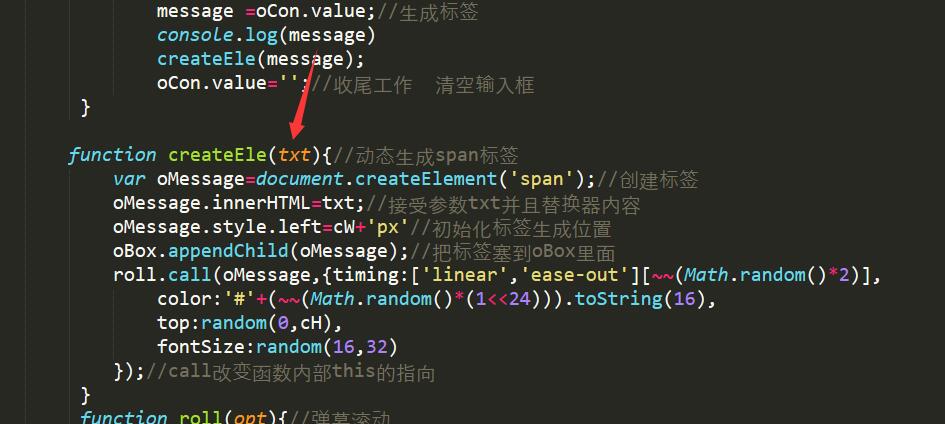 message =oCon.value;//生成标签
console.log(message)
createEle(message);
oCon.value='';//收尾工作 清空输入框
}
function createEle(txt){//动态生成span标签
var oMessage=document.createElement('span');//创建标签
oMessage.innerHTML=txt;//接受参数txt并且替换器内容
oMessage.style.left=cW+'px'//初始化标签生成位置
oBox.appendChild(oMessage);//把标签塞到oBox里面
roll.call(oMessage,{timing:['linear','ease-out'][~~(Math.random()*2)],
color:'#'+(~~(Math.random()*(1<<24))).toString(16),
top:random(0,cH),
fontSize:random(16,32)
});//call改变函数内部this的指向
}
function roll(opt){//弹幕滚动